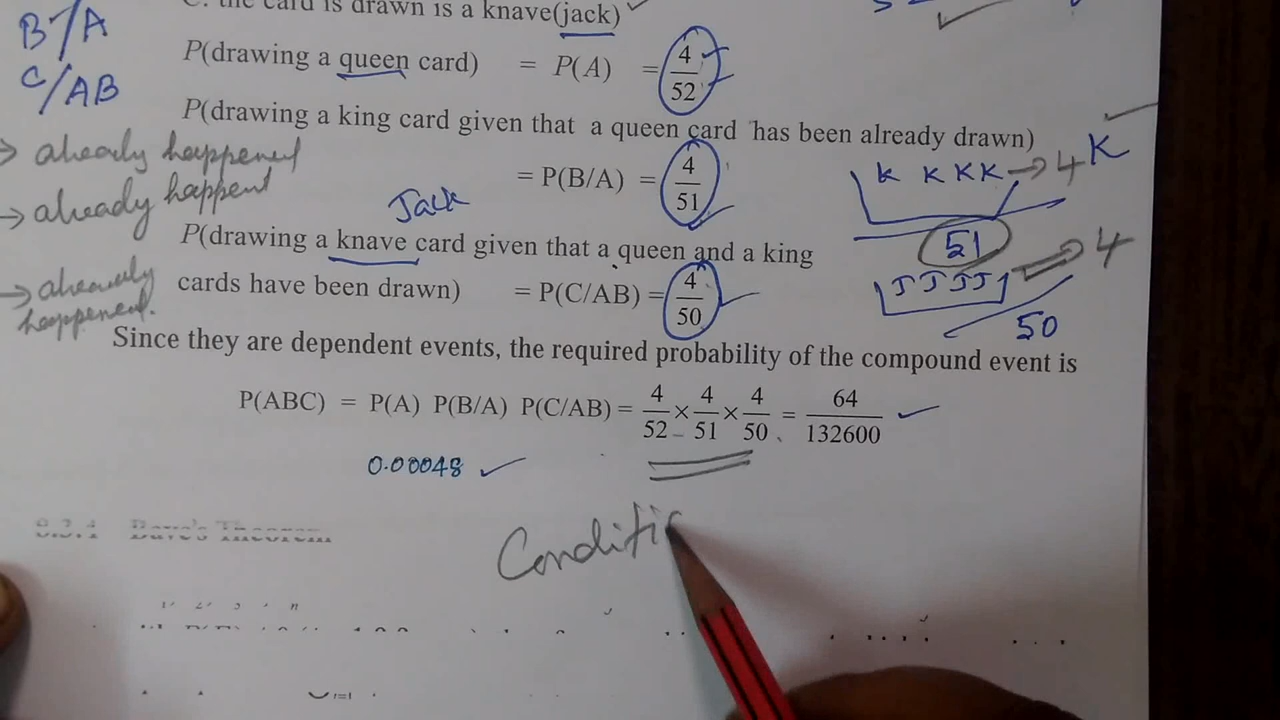 B/A
C. the card is drawn is a knave(jack)
C/AB
P(drawing a queen card) = P(A) = 4/52
P(drawing a king card given that a queen card has been already drawn)
→ already happened
K K K K → 4 K
= P(B/A) = 4/51
→ already happent
Jack
51
P(drawing a knave card given that a queen and a king
J J J J → 4
→ already happened.
cards have been drawn) = P(C/AB) = 4/50
50
Since they are dependent events, the required probability of the compound event is
P(ABC) = P(A) P(B/A) P(C/AB) = 4/52 × 4/51 × 4/50 = 64/132600
0.00048
Conditi